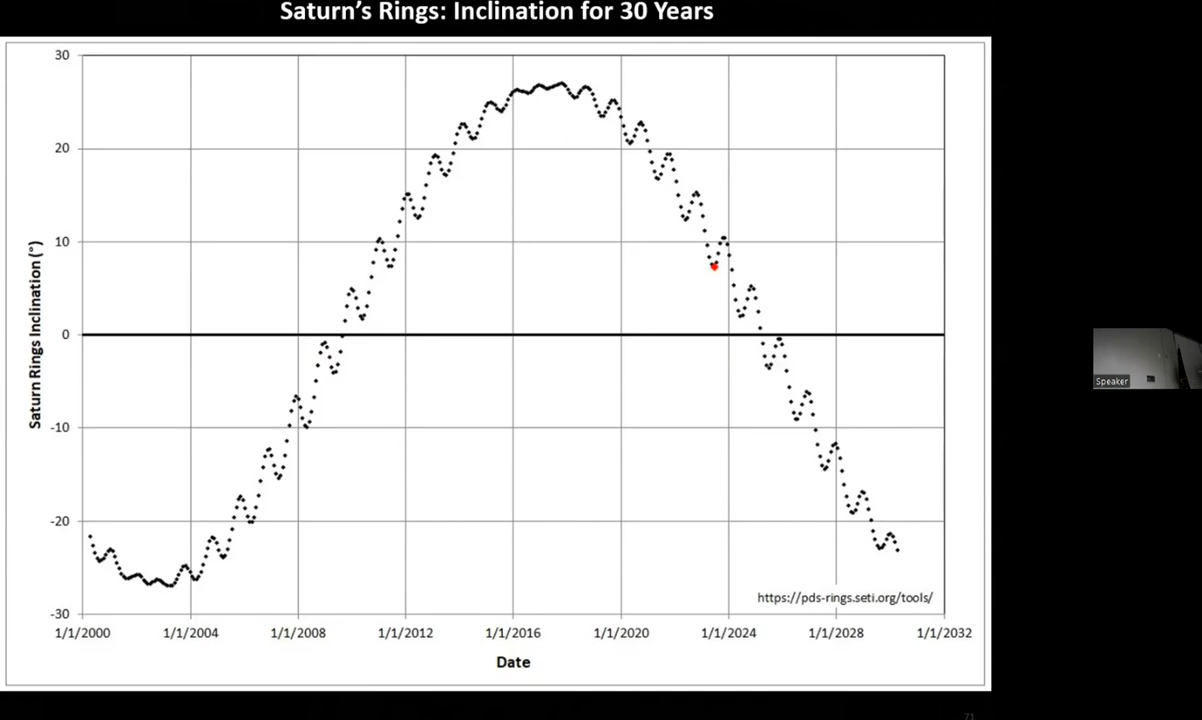 Saturn's Rings: Inclination for 30 Years
30
20
10
0
-10
-20
-30
Saturn Rings Inclination (°)
https://pds-rings.seti.org/tools/
1/1/2000 1/1/2004 1/1/2008 1/1/2012 1/1/2016 1/1/2020 1/1/2024 1/1/2028 1/1/2032
Date
Speaker
71